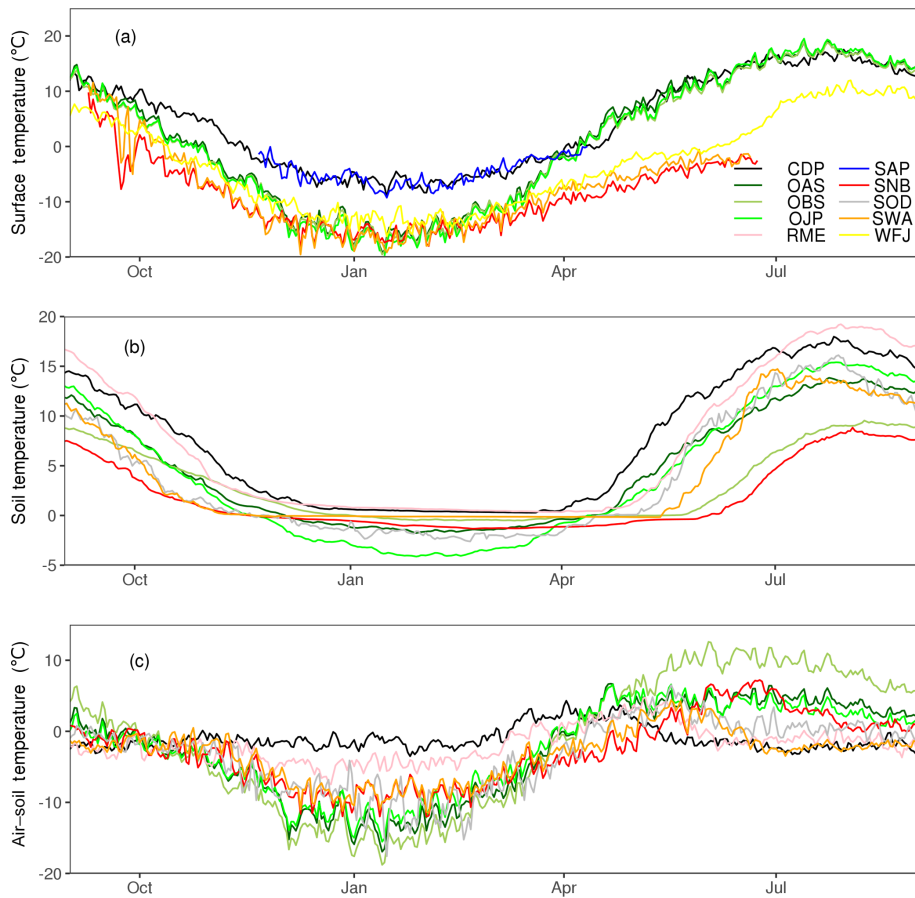 (a)
Surface temperature (°C)
20
10
0
-10
-20
CDP SAP
OAS SNB
OBS SOD
OJP SWA
RME WFJ
Oct Jan Apr Jul
(b)
Soil temperature (°C)
20
15
10
5
0
-5
Oct Jan Apr Jul
(c)
Air−soil temperature (°C)
10
0
-10
-20
Oct Jan Apr Jul